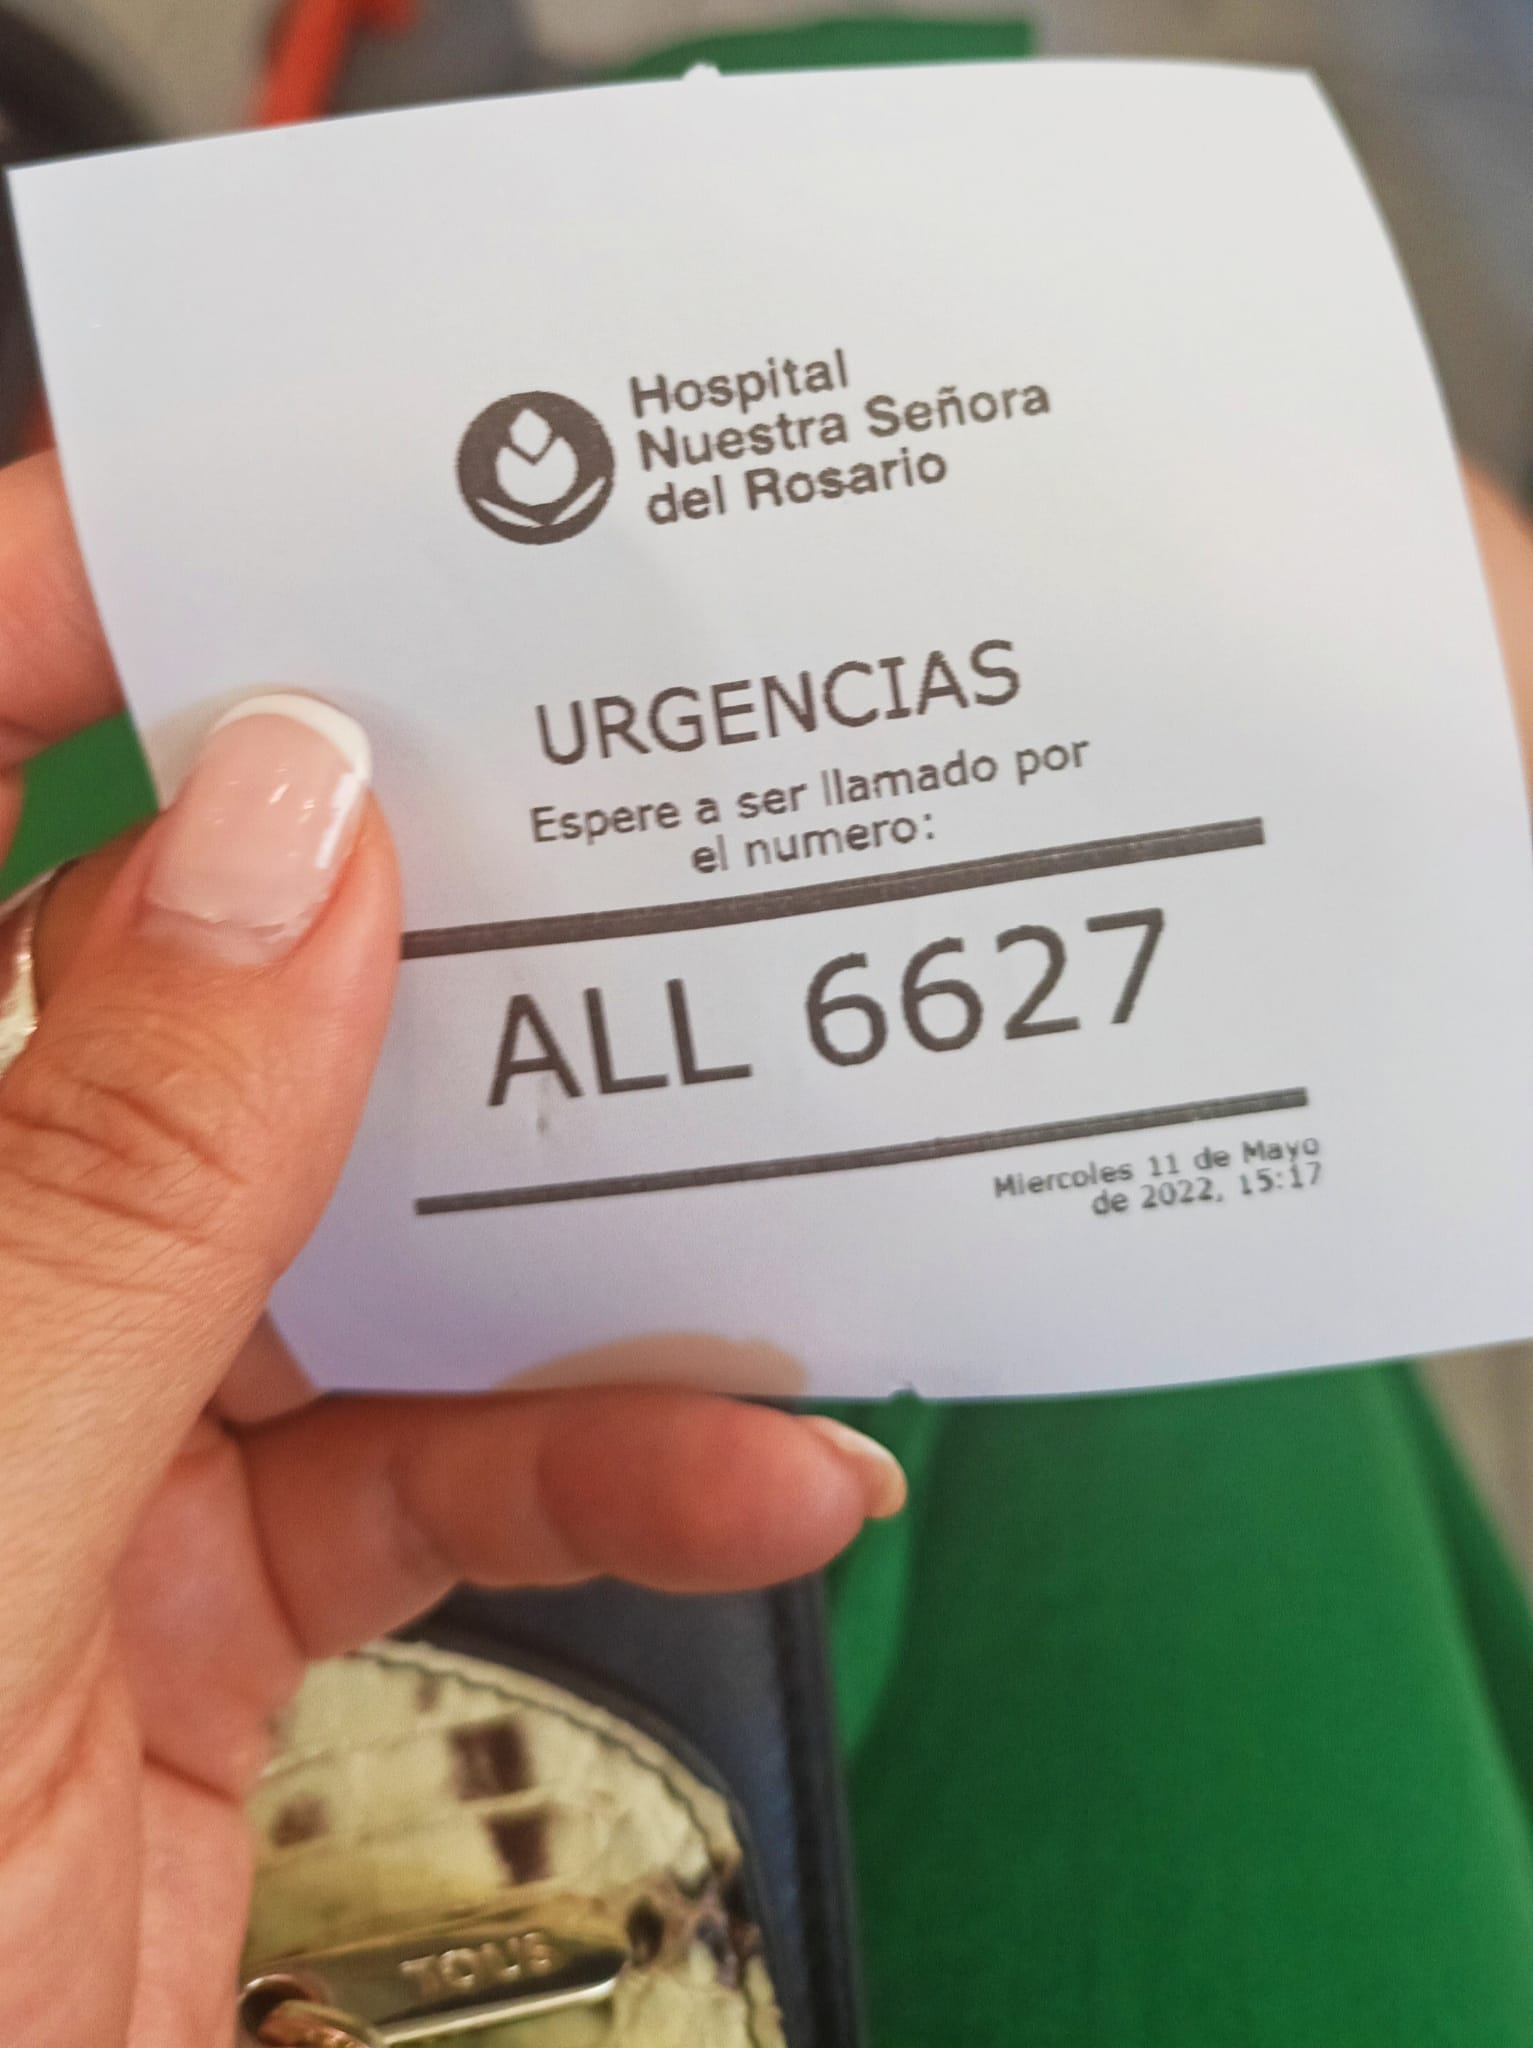 Hospital
Nuestra Señora
del Rosario
URGENCIAS
Espere a ser llamado por
el numero:
ALL 6627
Miercoles 11 de Mayo
de 2022, 15:17
TOUS